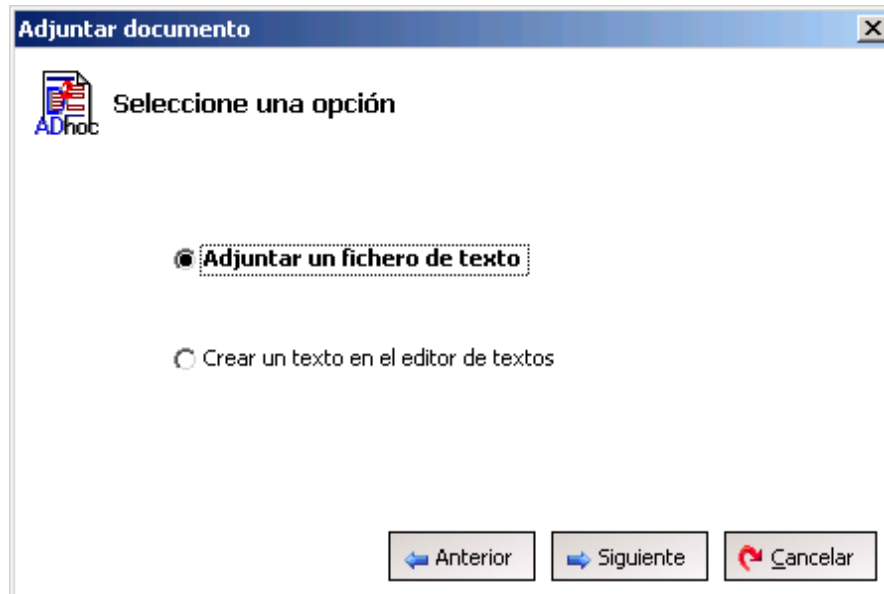 Adjuntar documento
Seleccione una opción
ADhoc
Adjuntar un fichero de texto
Crear un texto en el editor de textos
Anterior
Siguiente
Cancelar